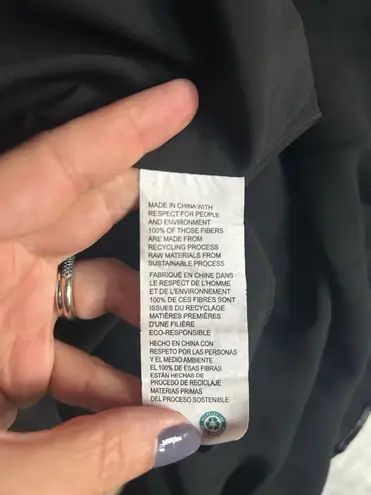 MADE IN CHINA WITH
RESPECT FOR PEOPLE
AND ENVIRONMENT
100% OF THOSE FIBERS
ARE MADE FROM
RECYCLING PROCESS
RAW MATERIALS FROM
SUSTAINABLE PROCESS
FABRIQUÉ EN CHINE DANS
LE RESPECT DE L'HOMME
ET DE L'ENVIRONNEMENT
100% DE CES FIBRES SONT
ISSUES DU RECYCLAGE
MATIÈRES PREMIÈRES
D'UNE FILIÈRE
ECO-RESPONSIBLE
HECHO EN CHINA CON
RESPETO POR LAS PERSONAS
Y EL MEDIO AMBIENTE
EL 100% DE ESAS FIBRAS
ESTÁN HECHAS DE
PROCESO DE RECICLAJE
MATERIAS PRIMAS
DEL PROCESO SOSTENIBLE